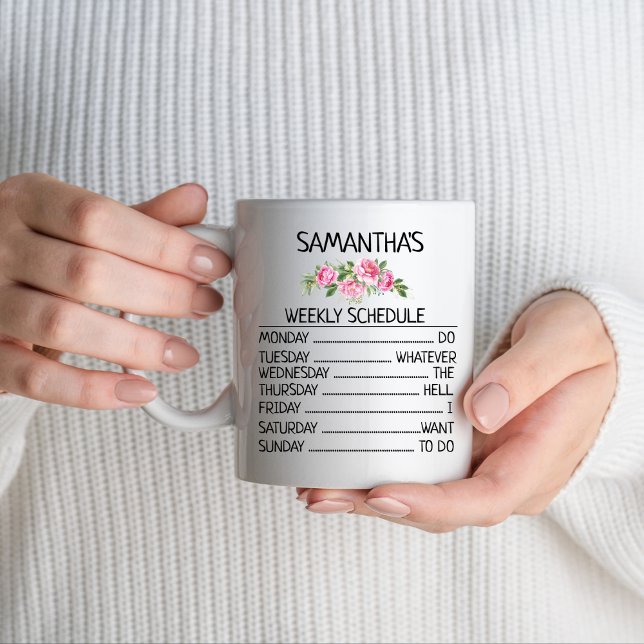 SAMANTHA'S
WEEKLY SCHEDULE
MONDAY ........................................ DO
TUESDAY ......................... WHATEVER
WEDNESDAY .............................. THE
THURSDAY ................................ HELL
FRIDAY ............................................ I
SATURDAY ................................WANT
SUNDAY .................................. TO DO